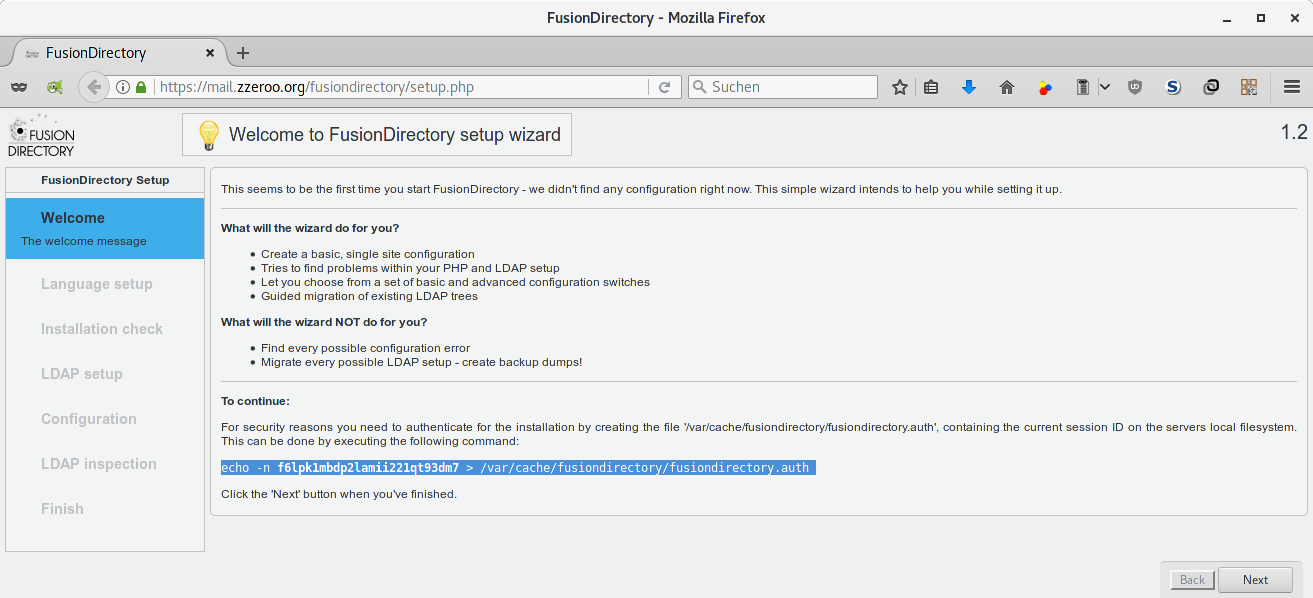 FusionDirectory - Mozilla Firefox
FusionDirectory
https://mail.zzeroo.org/fusiondirectory/setup.php
Suchen
FUSION
DIRECTORY
Welcome to FusionDirectory setup wizard
1.2
FusionDirectory Setup
Welcome
The welcome message
Language setup
Installation check
LDAP setup
Configuration
LDAP inspection
Finish
This seems to be the first time you start FusionDirectory - we didn't find any configuration right now. This simple wizard intends to help you while setting it up.
What will the wizard do for you?
• Create a basic, single site configuration
• Tries to find problems within your PHP and LDAP setup
• Let you choose from a set of basic and advanced configuration switches
• Guided migration of existing LDAP trees
What will the wizard NOT do for you?
• Find every possible configuration error
• Migrate every possible LDAP setup - create backup dumps!
To continue:
For security reasons you need to authenticate for the installation by creating the file '/var/cache/fusiondirectory/fusiondirectory.auth', containing the current session ID on the servers local filesystem.
This can be done by executing the following command:
echo -n f6lpk1mbdp2lamii221qt93dm7 > /var/cache/fusiondirectory/fusiondirectory.auth
Click the 'Next' button when you've finished.
Back
Next